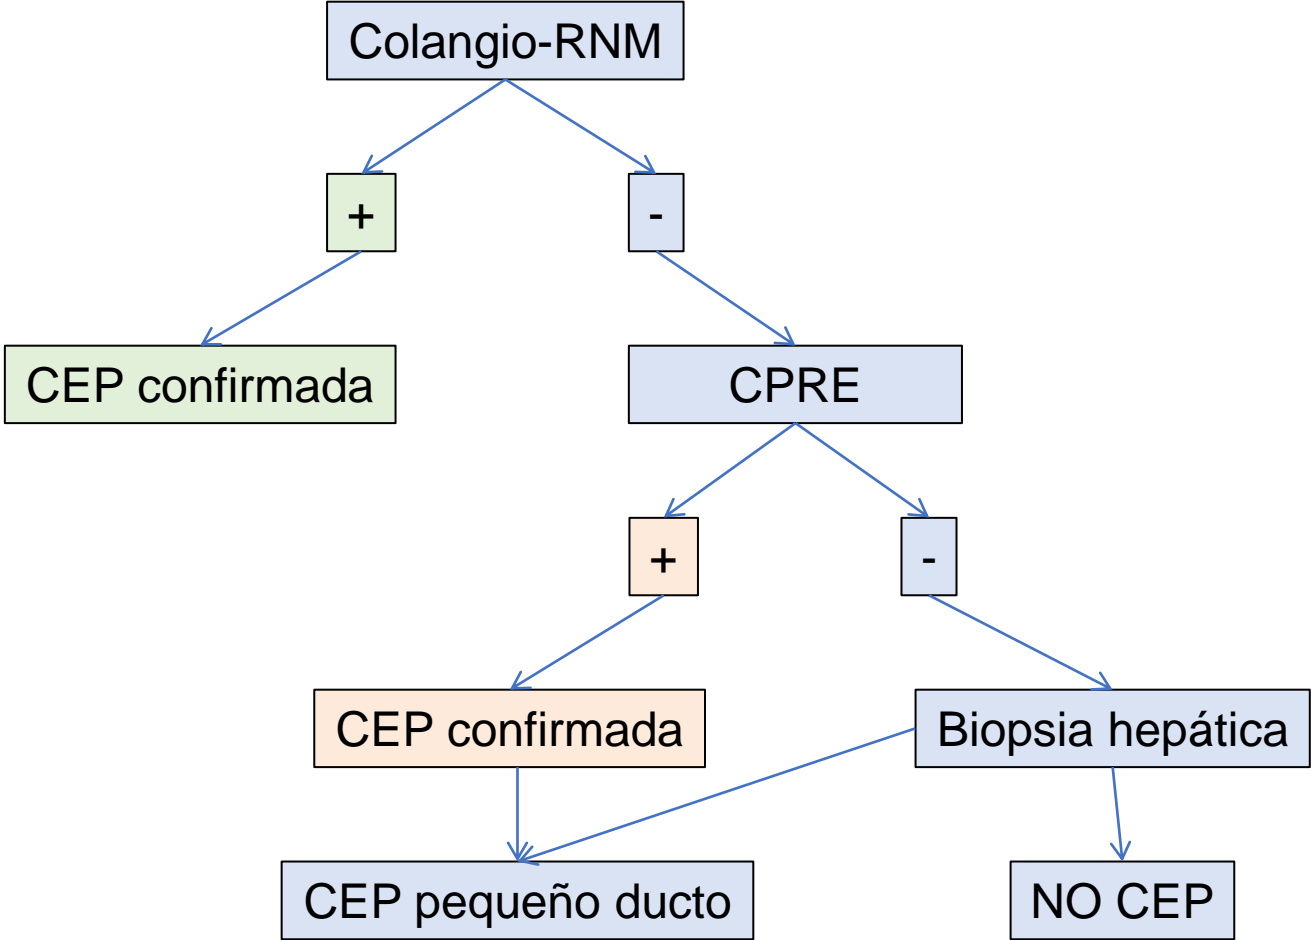 Colangio-RNM
+
-
CEP confirmada
CPRE
+
-
CEP confirmada
Biopsia hepática
CEP pequeño ducto
NO CEP